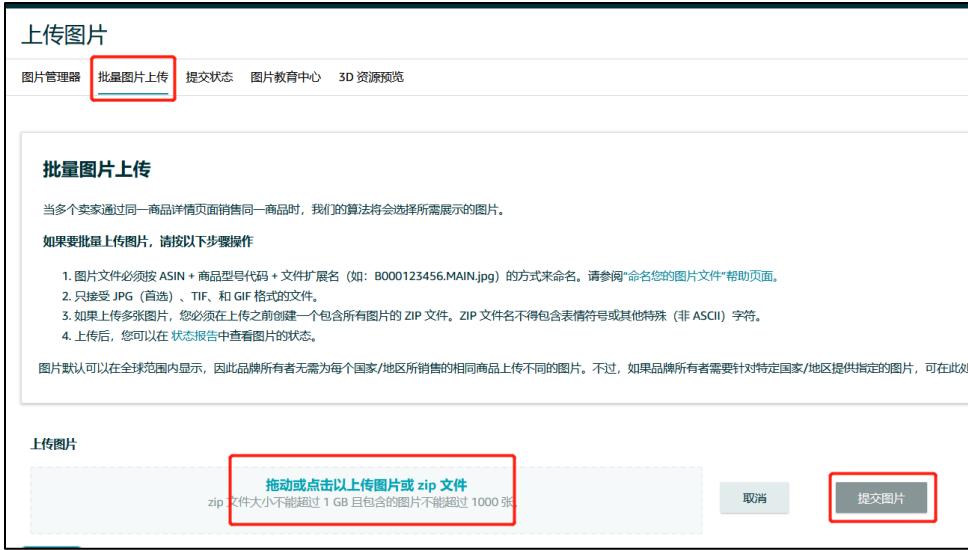 上传图片
图片管理器 批量图片上传 提交状态 图片教育中心 3D 资源预览
批量图片上传
当多个卖家通过同一商品详情页面销售同一商品时，我们的算法将会选择所需展示的图片。
如果要批量上传图片，请按以下步骤操作
1. 图片文件必须按 ASIN + 商品型号代码 + 文件扩展名（如：B000123456.MAIN.jpg）的方式来命名。请参阅"命名您的图片文件"帮助页面。
2. 只接受 JPG（首选）、TIF、和 GIF 格式的文件。
3. 如果上传多张图片，您必须在上传之前创建一个包含所有图片的 ZIP 文件。ZIP 文件名不得包含表情符号或其他特殊（非 ASCII）字符。
4. 上传后，您可以在 状态报告中查看图片的状态。
图片默认可以在全球范围内显示，因此品牌所有者无需为每个国家/地区所销售的相同商品上传不同的图片。不过，如果品牌所有者需要针对特定国家/地区提供指定的图片，可在此处
上传图片
拖动或点击以上传图片或 zip 文件
zip 文件大小不能超过 1 GB 且包含的图片不能超过 1000 张。
取消
提交图片